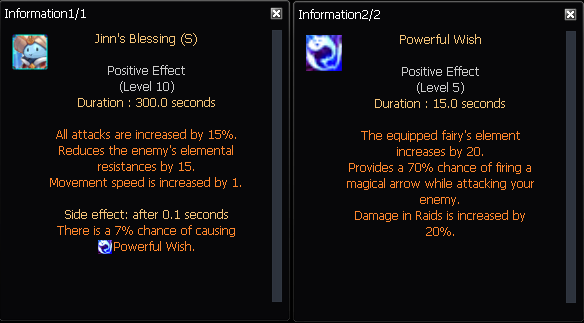 Information1/1
Jinn's Blessing (S)
Positive Effect
(Level 10)
Duration : 300.0 seconds
All attacks are increased by 15%.
Reduces the enemy's elemental
resistances by 15.
Movement speed is increased by 1.
Side effect: after 0.1 seconds
There is a 7% chance of causing
Powerful Wish.
Information2/2
Powerful Wish
Positive Effect
(Level 5)
Duration : 15.0 seconds
The equipped fairy's element
increases by 20.
Provides a 70% chance of firing a
magical arrow while attacking your
enemy.
Damage in Raids is increased by
20%.